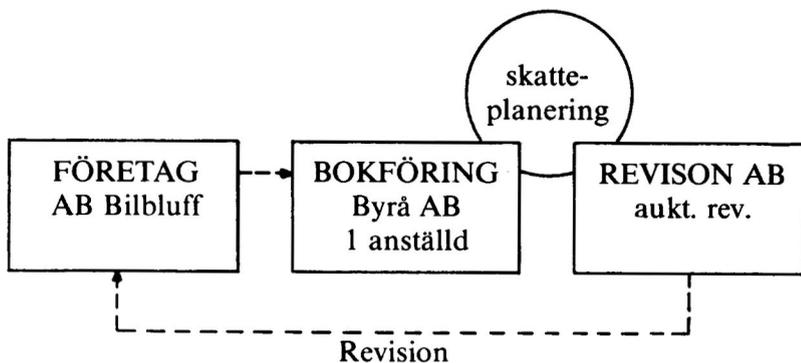 skatte-
planering
FÖRETAG
AB Bilbluff
BOKFÖRING
Byrå AB
1 anställd
REVISON AB
aukt. rev.
Revision